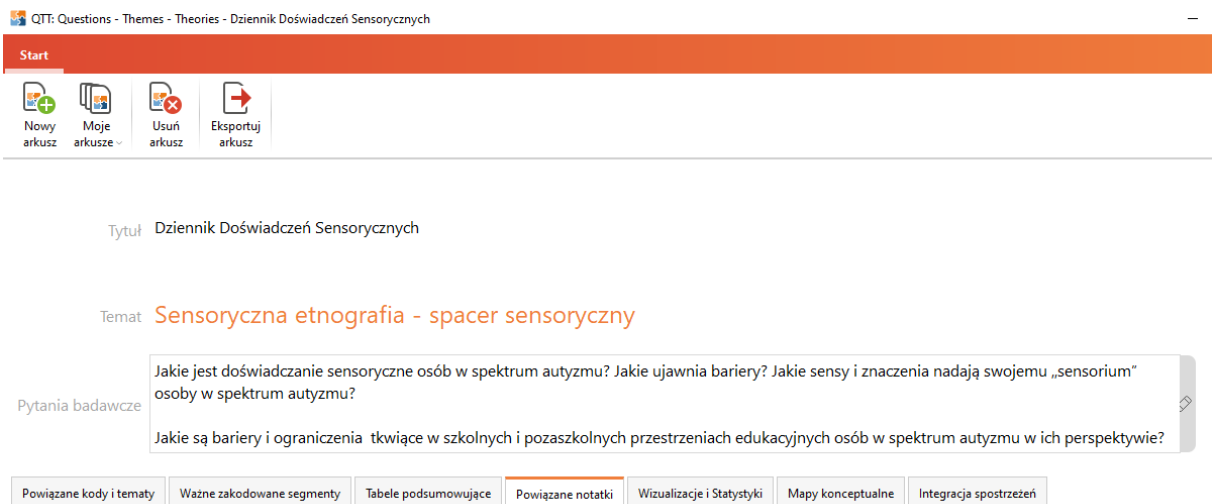 QTT: Questions - Themes - Theories - Dziennik Doświadczeń Sensorycznych
Start
Nowy arkusz
Moje arkusze
Usuń arkusz
Eksportuj arkusz
Tytuł Dziennik Doświadczeń Sensorycznych
Temat Sensoryczna etnografia - spacer sensoryczny
Pytania badawcze
Jakie jest doświadczanie sensoryczne osób w spektrum autyzmu? Jakie ujawnia bariery? Jakie sensy i znaczenia nadają swojemu „sensorium”
osoby w spektrum autyzmu?
Jakie są bariery i ograniczenia tkwiące w szkolnych i pozaszkolnych przestrzeniach edukacyjnych osób w spektrum autyzmu w ich perspektywie?
Powiązane kody i tematy Ważne zakodowane segmenty Tabele podsumowujące Powiązane notatki Wizualizacje i Statystyki Mapy konceptualne Integracja spostrzeżeń